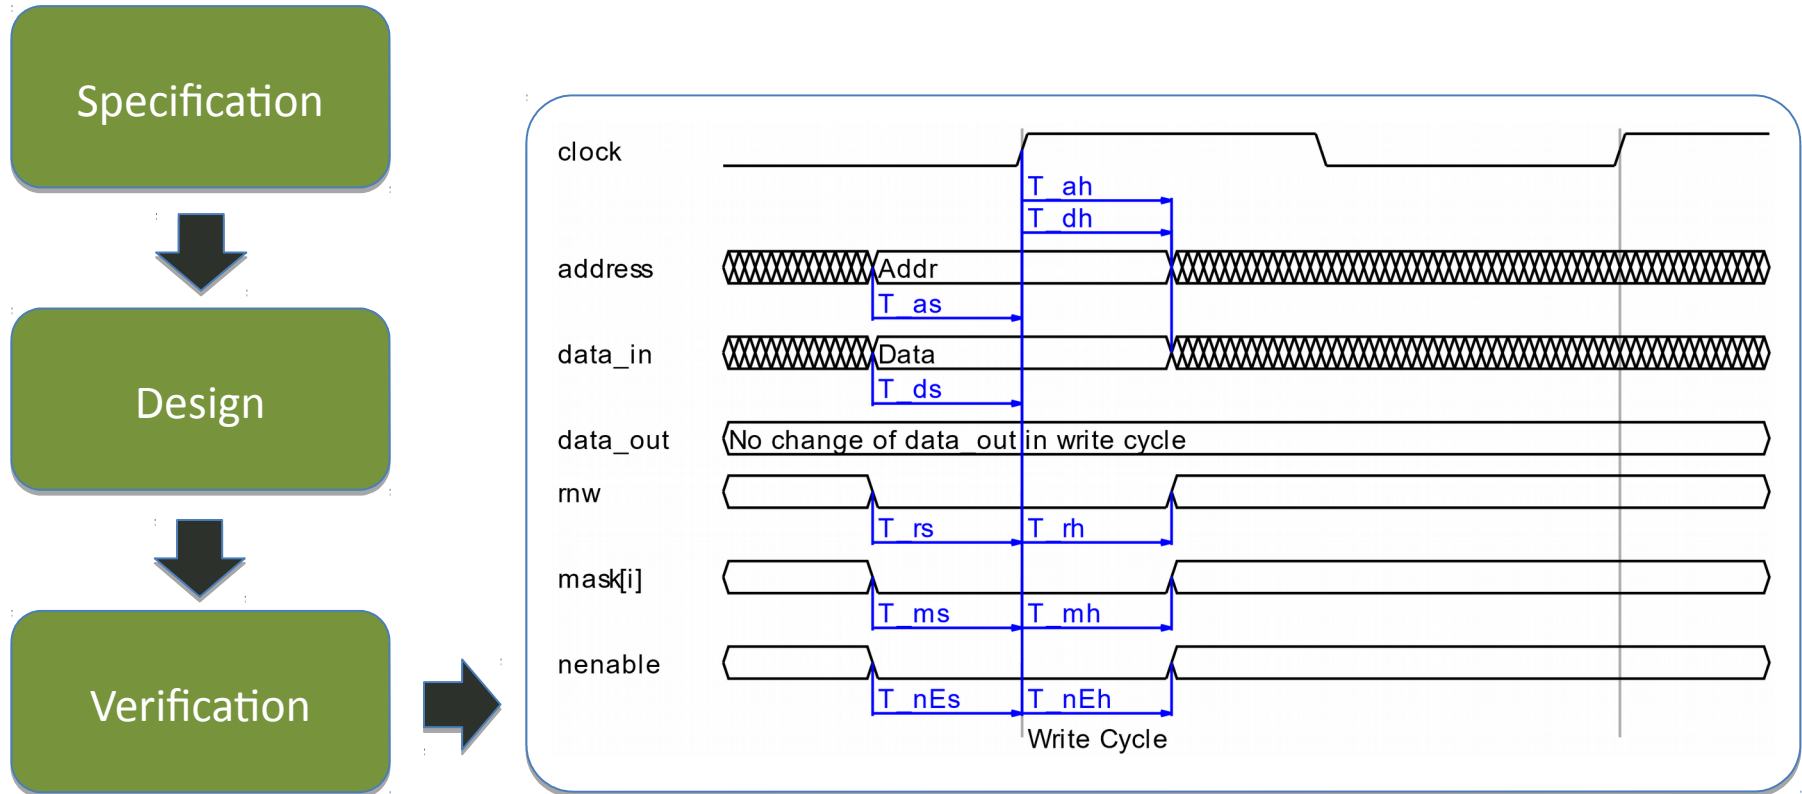 Specification
Design
Verification
clock
T_ah
T_dh
address
Addr
T_as
data_in
Data
T_ds
data_out
No change of data_out in write cycle
rnw
T_rs
T_rh
mask[i]
T_ms
T_mh
nenable
T_nEs
T_nEh
Write Cycle